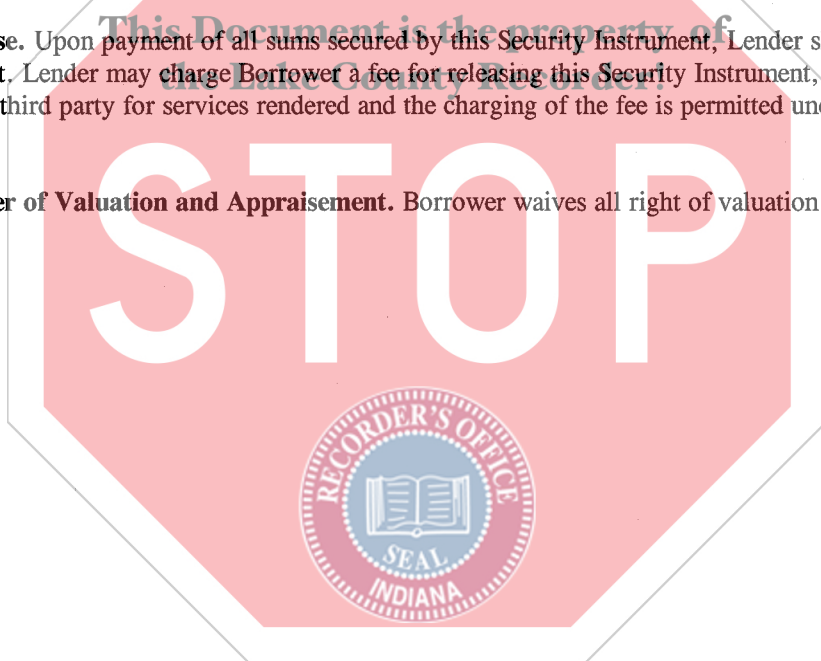 This Document is the property of
se. Upon payment of all sums secured by this Security Instrument, Lender s
the Lake County Recorder!
t. Lender may charge Borrower a fee for releasing this Security Instrument,
third party for services rendered and the charging of the fee is permitted un
er of Valuation and Appraisement. Borrower waives all right of valuation
STOP
RECORDER'S OFFICE
SEAL
INDIANA